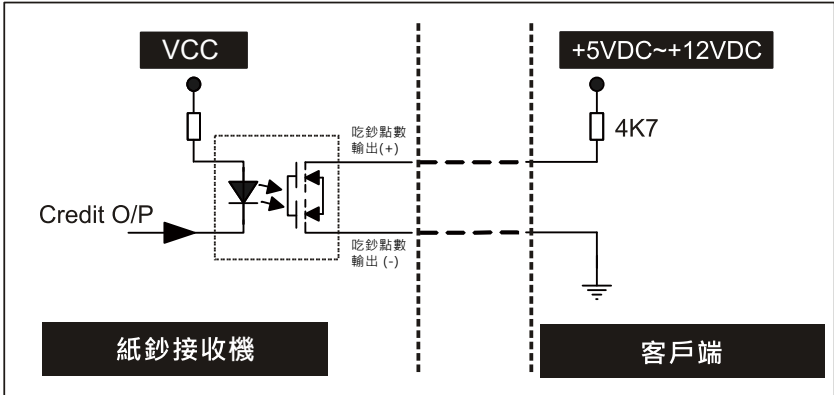 VCC
+5VDC~+12VDC
吃鈔點數
輸出(+)
4K7
Credit O/P
吃鈔點數
輸出 (-)
紙鈔接收機
客戶端